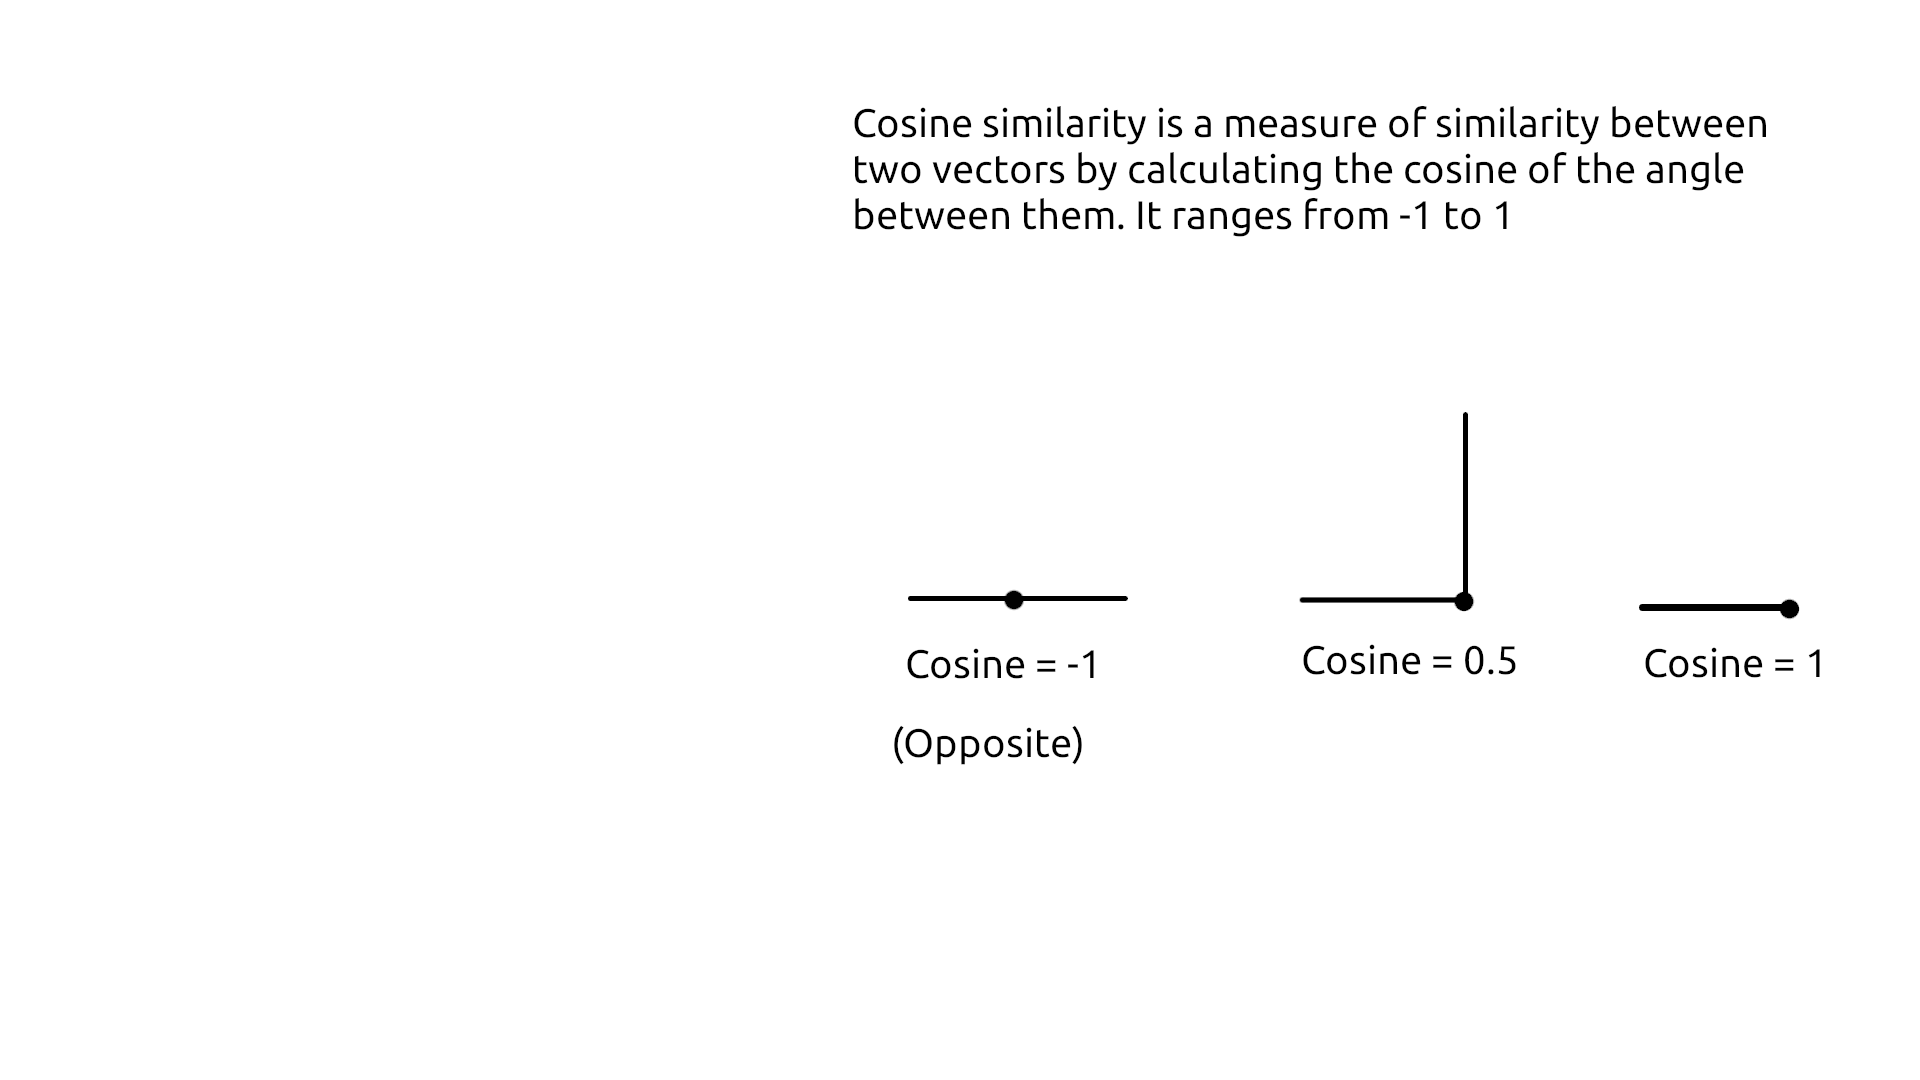 Cosine similarity is a measure of similarity between
two vectors by calculating the cosine of the angle
between them. It ranges from -1 to 1
Cosine = -1
(Opposite)
Cosine = 0.5
Cosine = 1